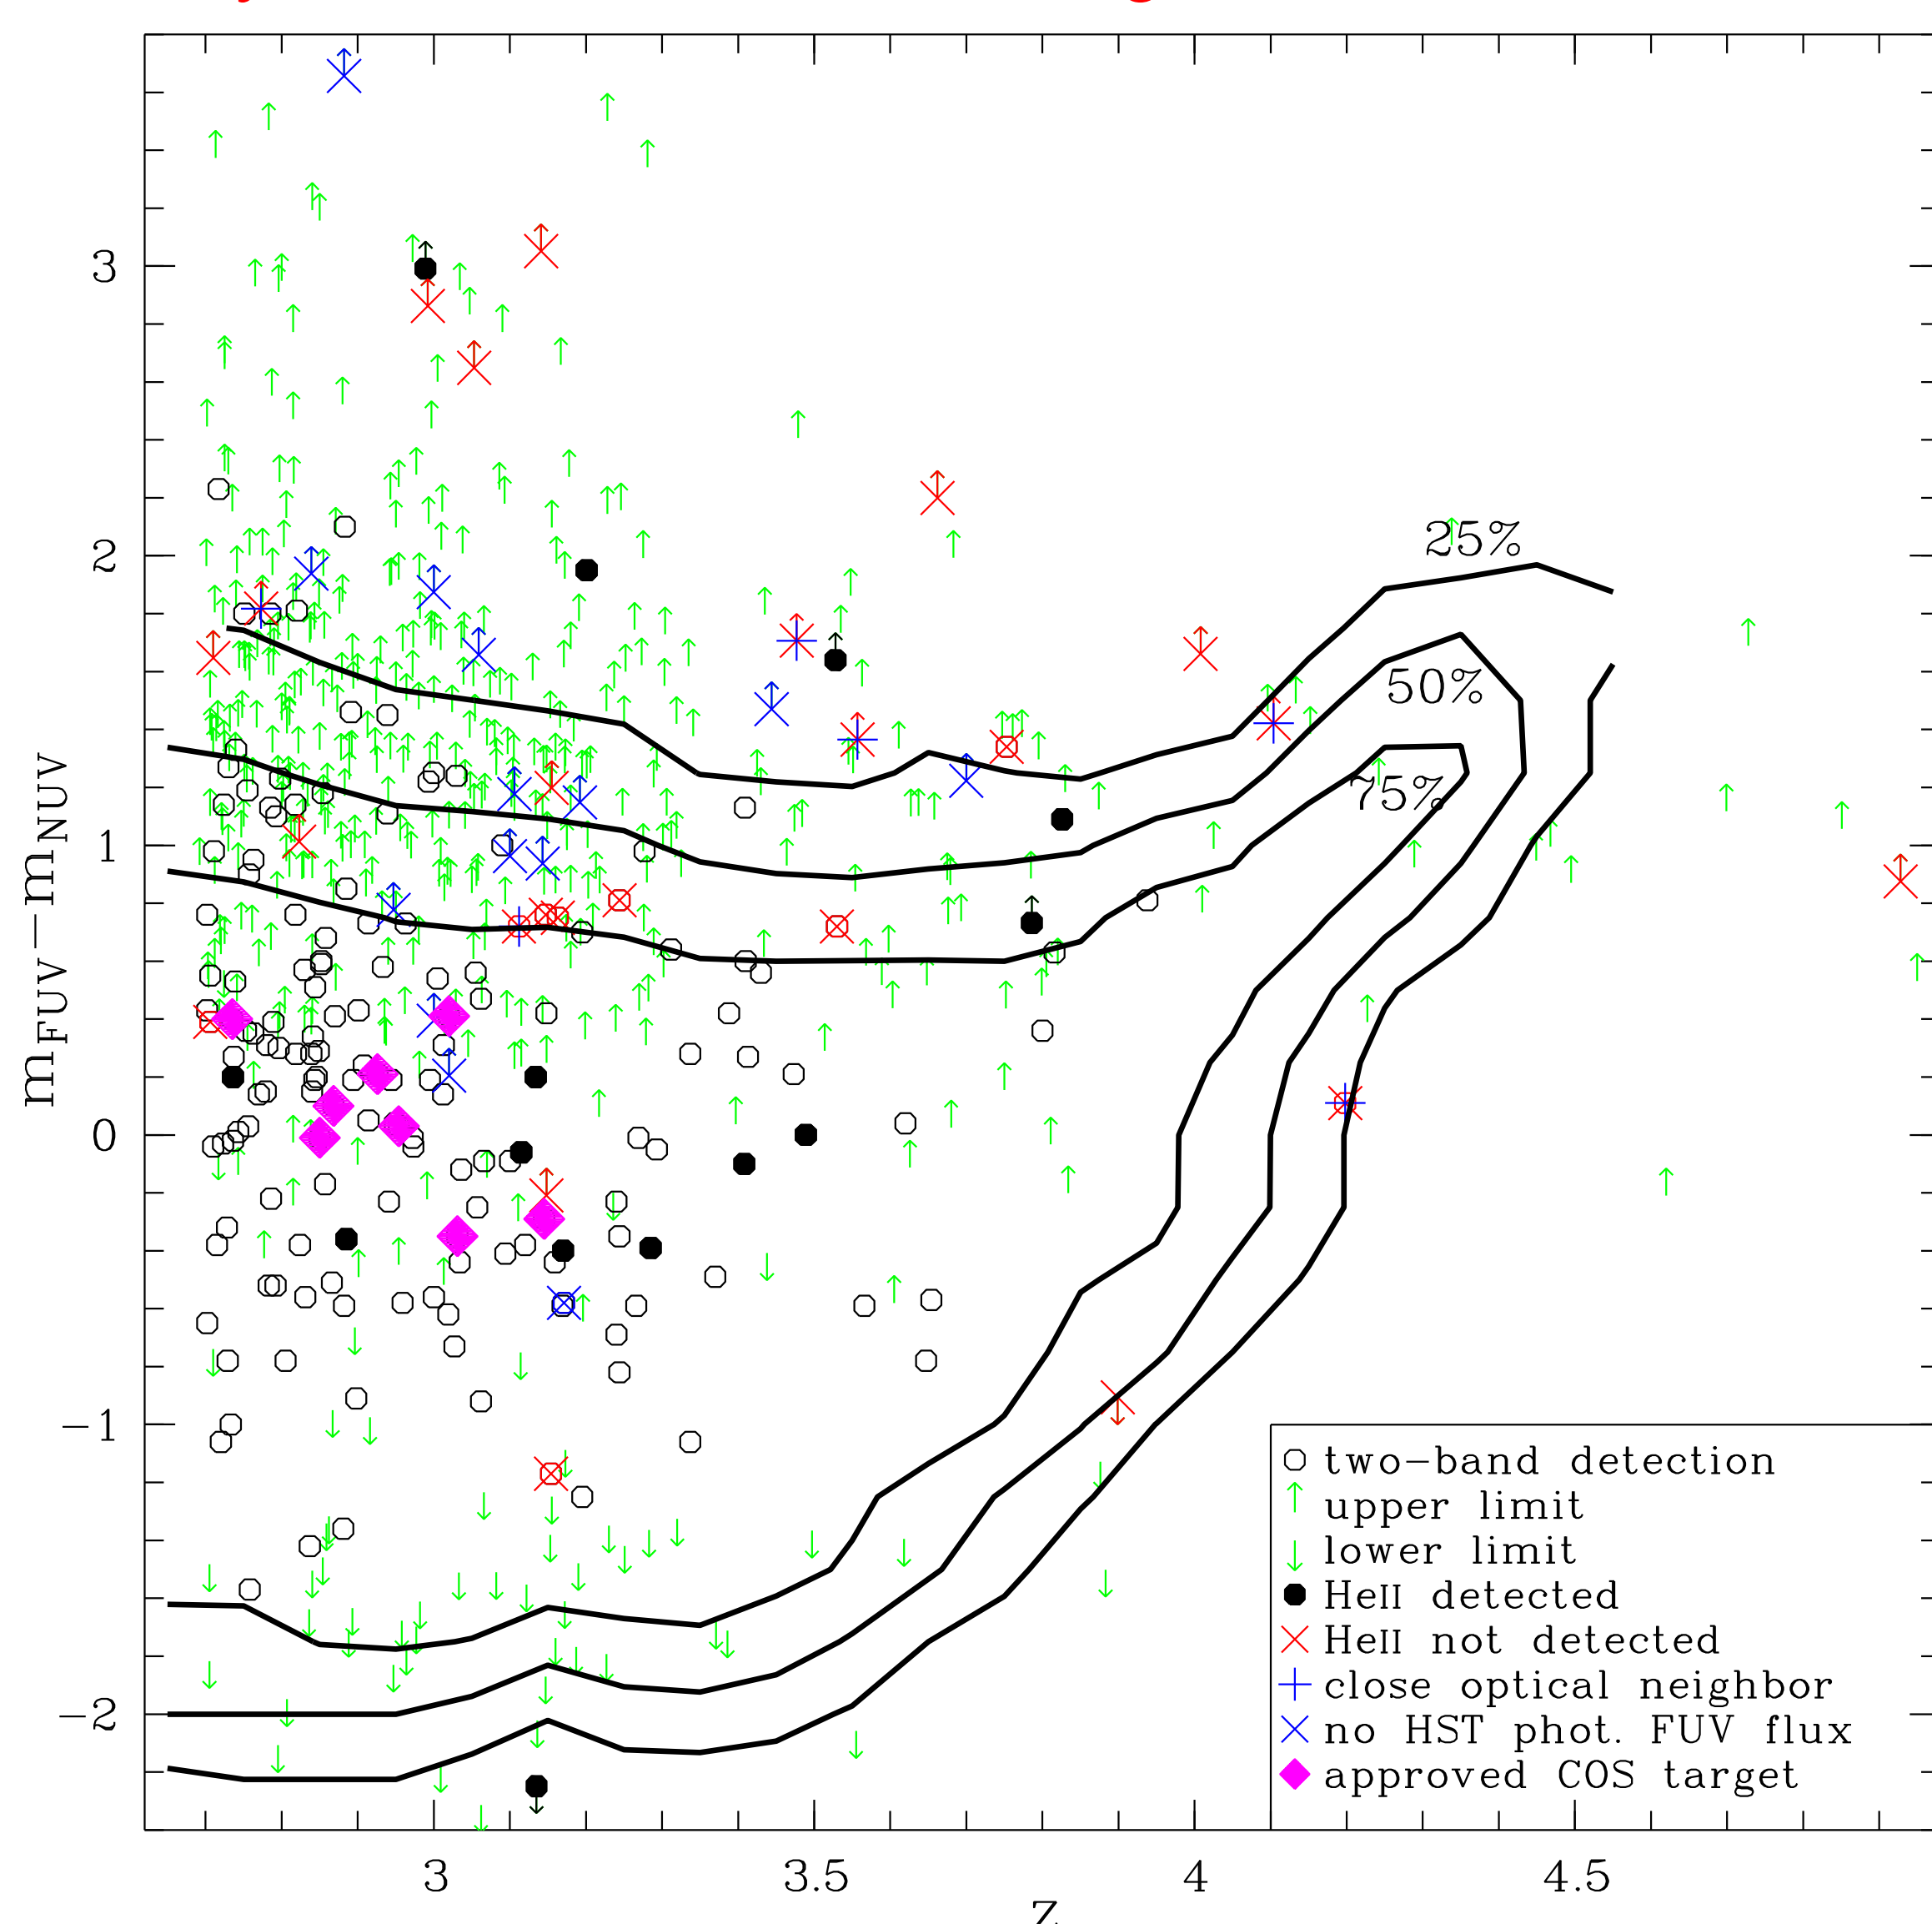 3
2
1
0
−1
−2
mFUV−mNUV
25%
50%
75%
two−band detection
upper limit
lower limit
HeII detected
HeII not detected
close optical neighbor
no HST phot. FUV flux
approved COS target
3
3.5
4
4.5
z